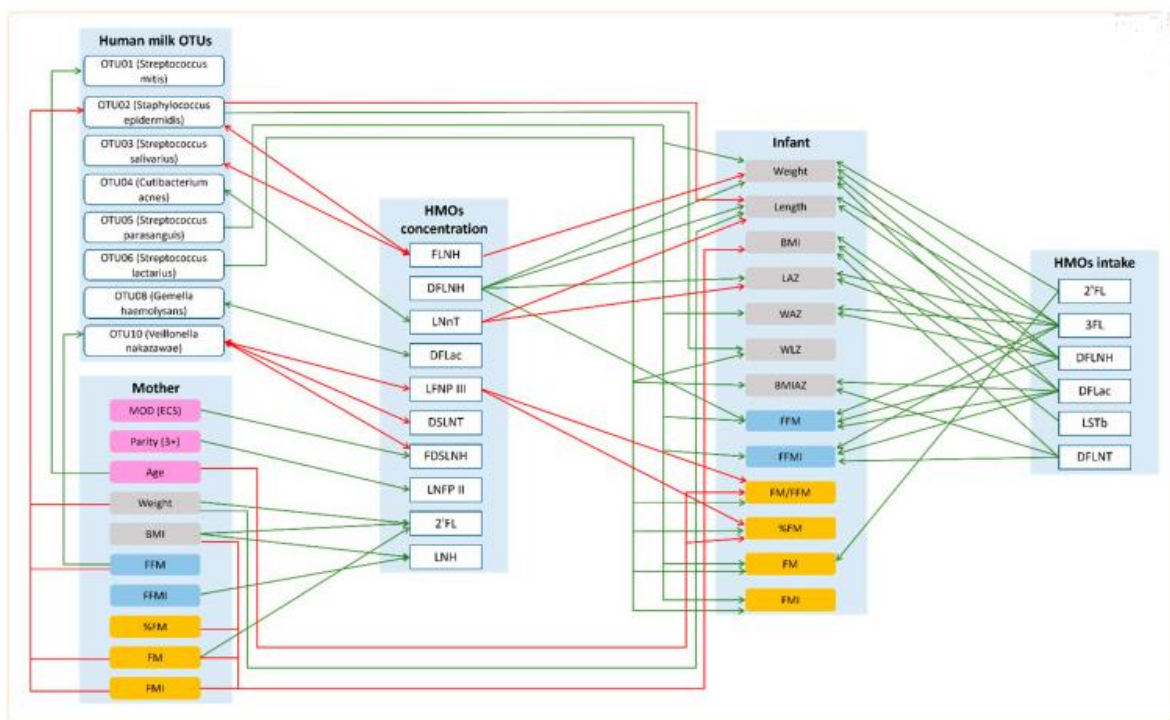 Human milk OTUs
OTU01 (Streptococcus
mitis)
OTU02 (Staphylococcus
epidermidis)
OTU03 (Streptococcus
salivarius)
OTU04 (Cutibacterium
acnes)
OTU05 (Streptococcus
parasanguis)
OTU06 (Streptococcus
lactarius)
OTU08 (Gemella
haemolysans)
OTU10 (Veillonella
nakazawae)
Mother
MOD (ECS)
Parity (3+)
Age
Weight
BMI
FFM
FFMI
%FM
FM
FMI
HMOs
concentration
FLNH
DFLNH
LNnT
DFLac
LFNP III
DSLNT
FDSLNH
LNFP II
2'FL
LNH
Infant
Weight
Length
BMI
LAZ
WAZ
WLZ
BMIAZ
FFM
FFMI
FM/FFM
%FM
FM
FMI
HMOs intake
2'FL
3FL
DFLNH
DFLac
LSTb
DFLNT